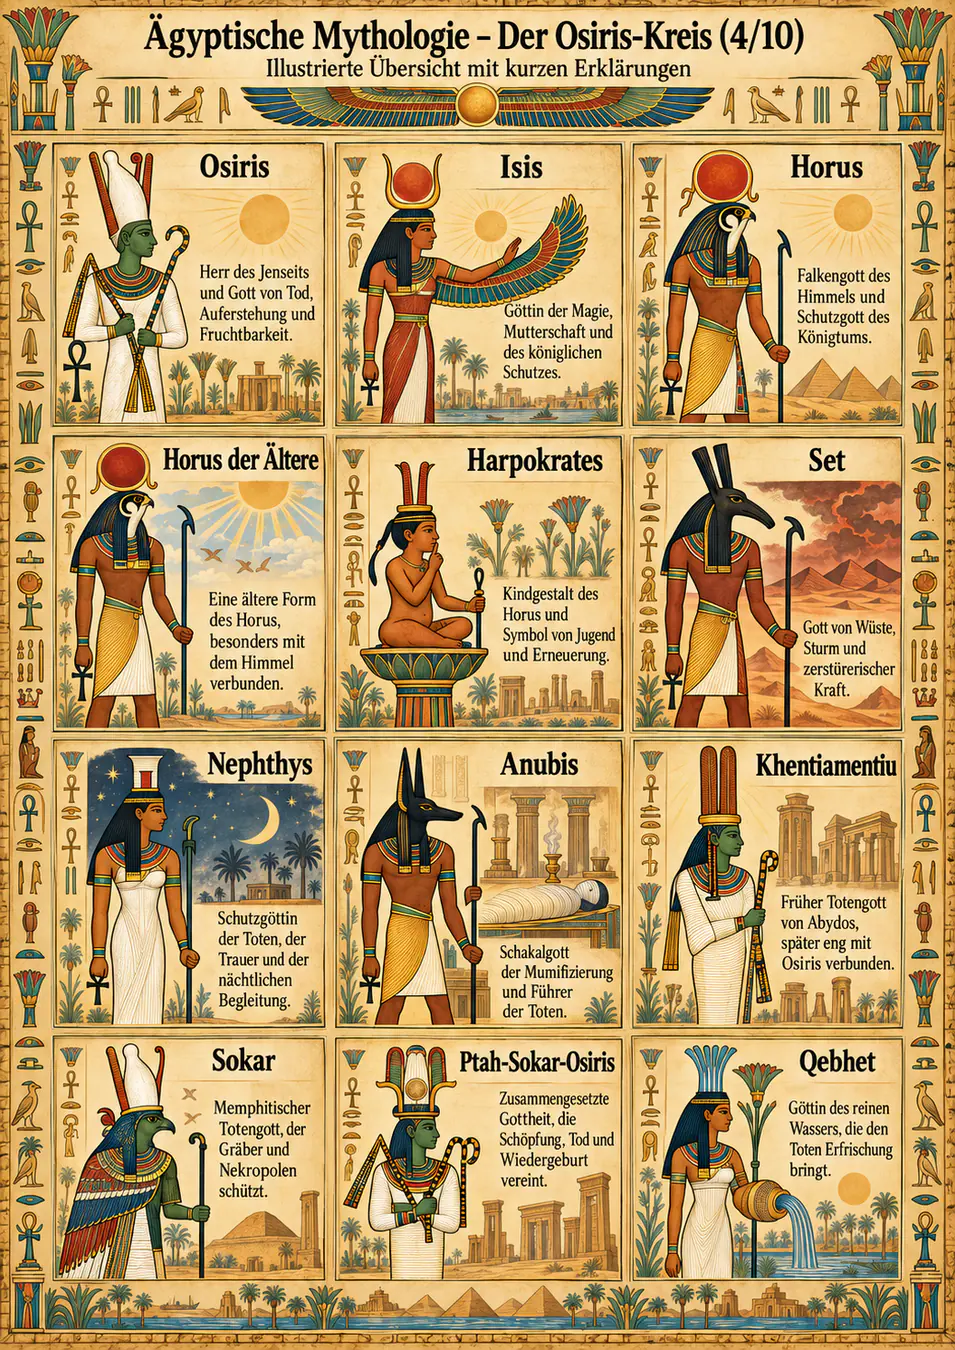 Ägyptische Mythologie – Der Osiris-Kreis (4/10)
Illustrierte Übersicht mit kurzen Erklärungen
Osiris
Herr des Jenseits
und Gott von Tod,
Auferstehung und
Fruchtbarkeit.
Isis
Göttin der Magie,
Mutterschaft und
des königlichen
Schutzes.
Horus
Falkengott des
Himmels und
Schutzgott des
Königtums.
Horus der Ältere
Eine ältere Form
des Horus,
besonders mit
dem Himmel
verbunden.
Harpokrates
Kindgestalt des
Horus und
Symbol von Jugend
und Erneuerung.
Set
Gott von Wüste,
Sturm und
zerstörerischer
Kraft.
Nephthys
Schutzgöttin
der Toten, der
Trauer und der
nächtlichen
Begleitung.
Anubis
Schakalgott
der Mumifizierung
und Führer
der Toten.
Khentiamentiu
Früher Totengott
von Abydos,
später eng mit
Osiris verbunden.
Sokar
Memphitischer
Totengott, der
Gräber und
Nekropolen
schützt.
Ptah-Sokar-Osiris
Zusammengesetzte
Gottheit, die
Schöpfung, Tod und
Wiedergeburt
vereint.
Qebhet
Göttin des reinen
Wassers, die den
Toten Erfrischung
bringt.